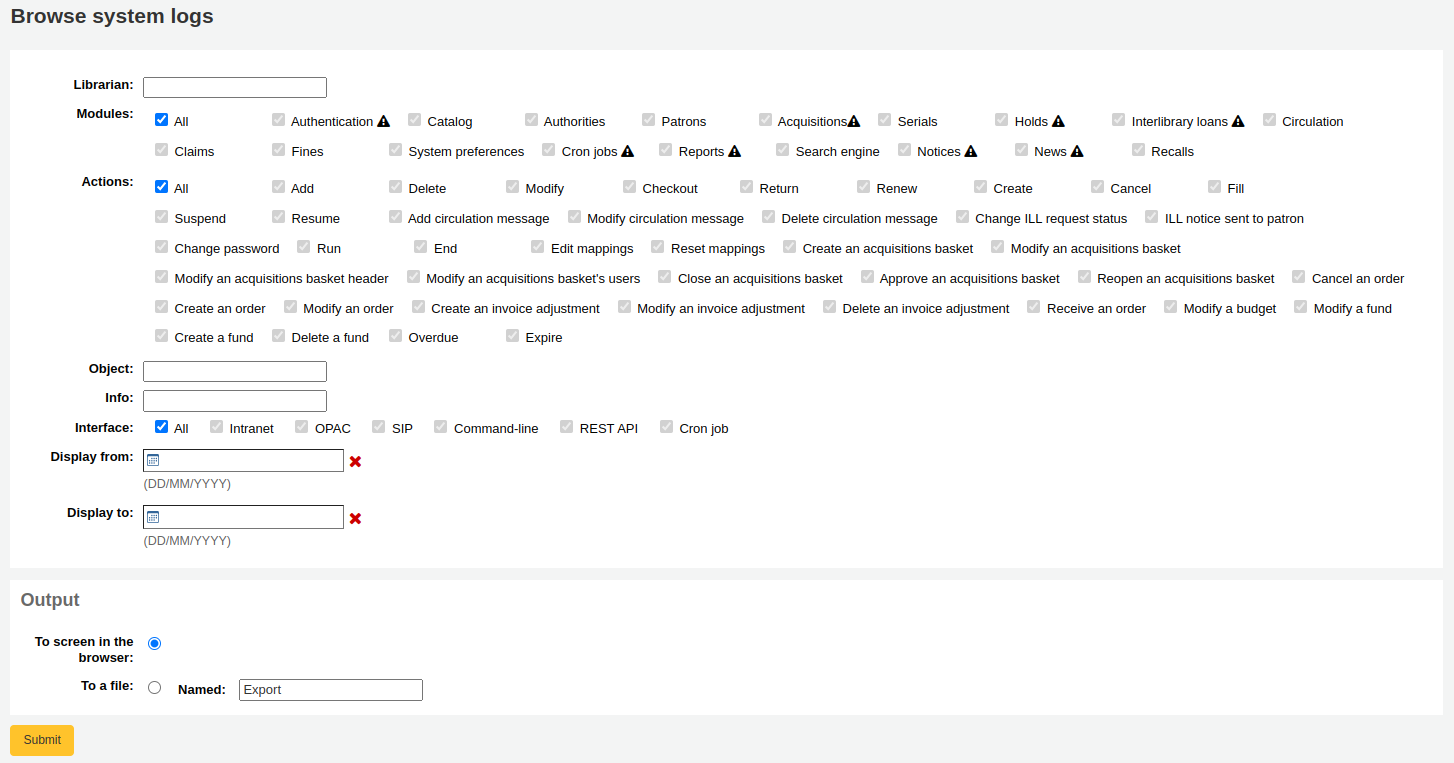 Browse system logs
Librarian:
Modules: All Authentication Catalog Authorities Patrons Acquisitions Serials Holds Interlibrary loans Circulation
Claims Fines System preferences Cron jobs Reports Search engine Notices News Recalls
Actions: All Add Delete Modify Checkout Return Renew Create Cancel Fill
Suspend Resume Add circulation message Modify circulation message Delete circulation message Change ILL request status ILL notice sent to patron
Change password Run End Edit mappings Reset mappings Create an acquisitions basket Modify an acquisitions basket
Modify an acquisitions basket header Modify an acquisitions basket's users Close an acquisitions basket Approve an acquisitions basket Reopen an acquisitions basket Cancel an order
Create an order Modify an order Create an invoice adjustment Modify an invoice adjustment Delete an invoice adjustment Receive an order Modify a budget Modify a fund
Create a fund Delete a fund Overdue Expire
Object:
Info:
Interface: All Intranet OPAC SIP Command-line REST API Cron job
Display from:
(DD/MM/YYYY)
Display to:
(DD/MM/YYYY)
Output
To screen in the
browser:
To a file: Named: Export
Submit